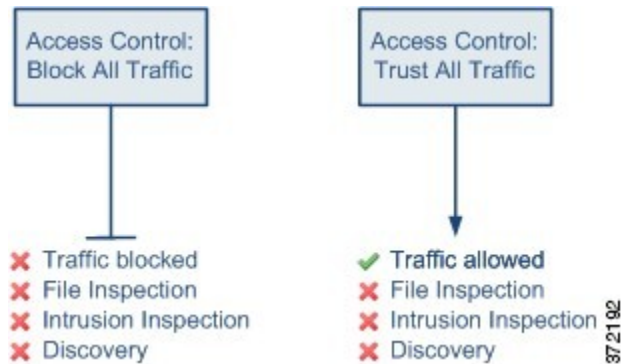 Access Control:
Block All Traffic
Traffic blocked
File Inspection
Intrusion Inspection
Discovery
Access Control:
Trust All Traffic
Traffic allowed
File Inspection
Intrusion Inspection
Discovery
372192